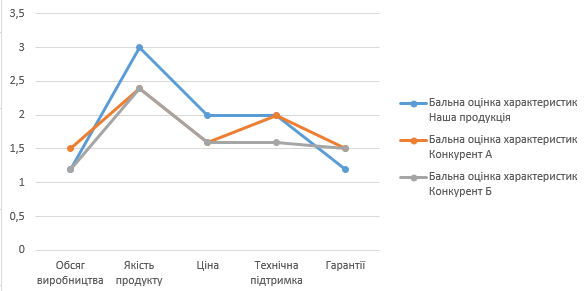 3,5
3
2,5
2
1,5
1
0,5
0
Обсяг
виробництва
Якість
продукту
Ціна
Технічна
підтримка
Гарантії
Бальна оцінка характеристик
Наша продукція
Бальна оцінка характеристик
Конкурент А
Бальна оцінка характеристик
Конкурент Б